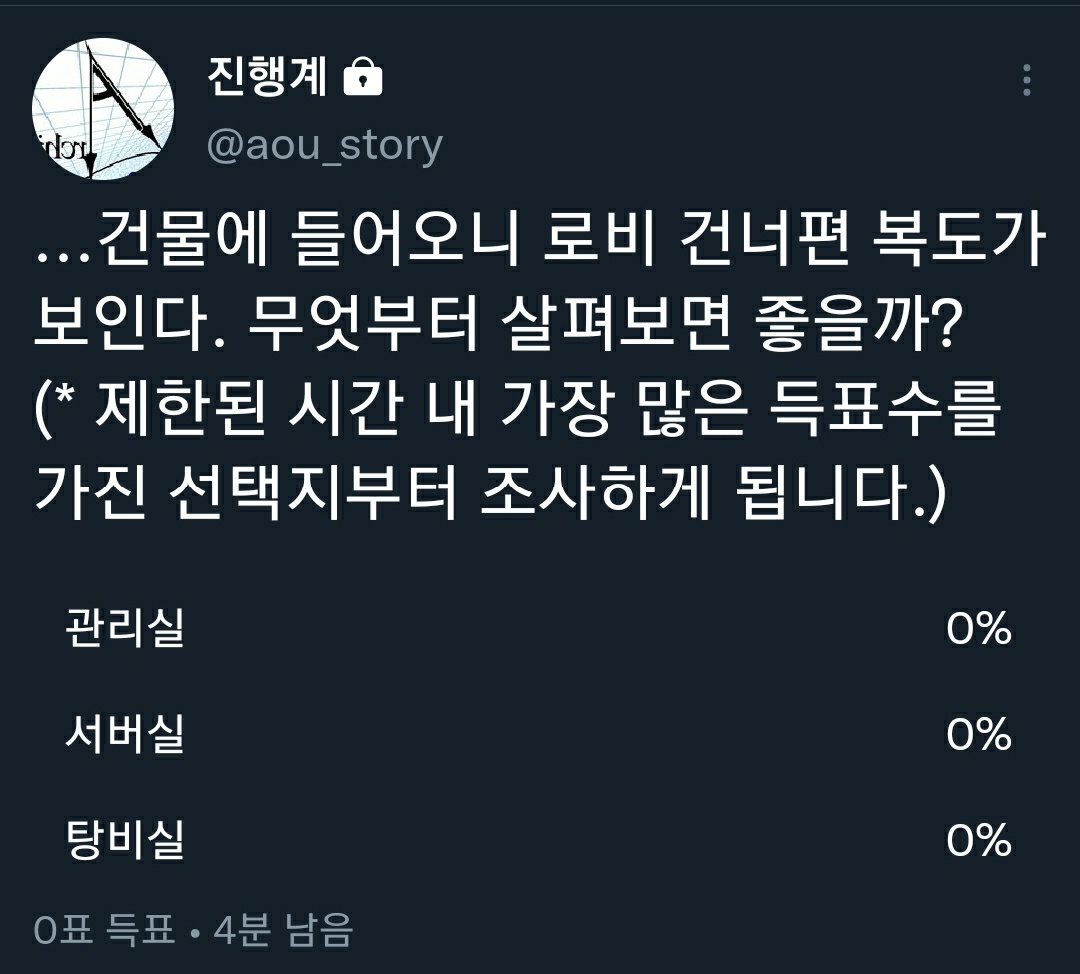 진행계
@aou_story
…건물에 들어오니 로비 건너편 복도가
보인다. 무엇부터 살펴보면 좋을까?
(* 제한된 시간 내 가장 많은 득표수를
가진 선택지부터 조사하게 됩니다.)
관리실 0%
서버실 0%
탕비실 0%
0표 득표 • 4분 남음